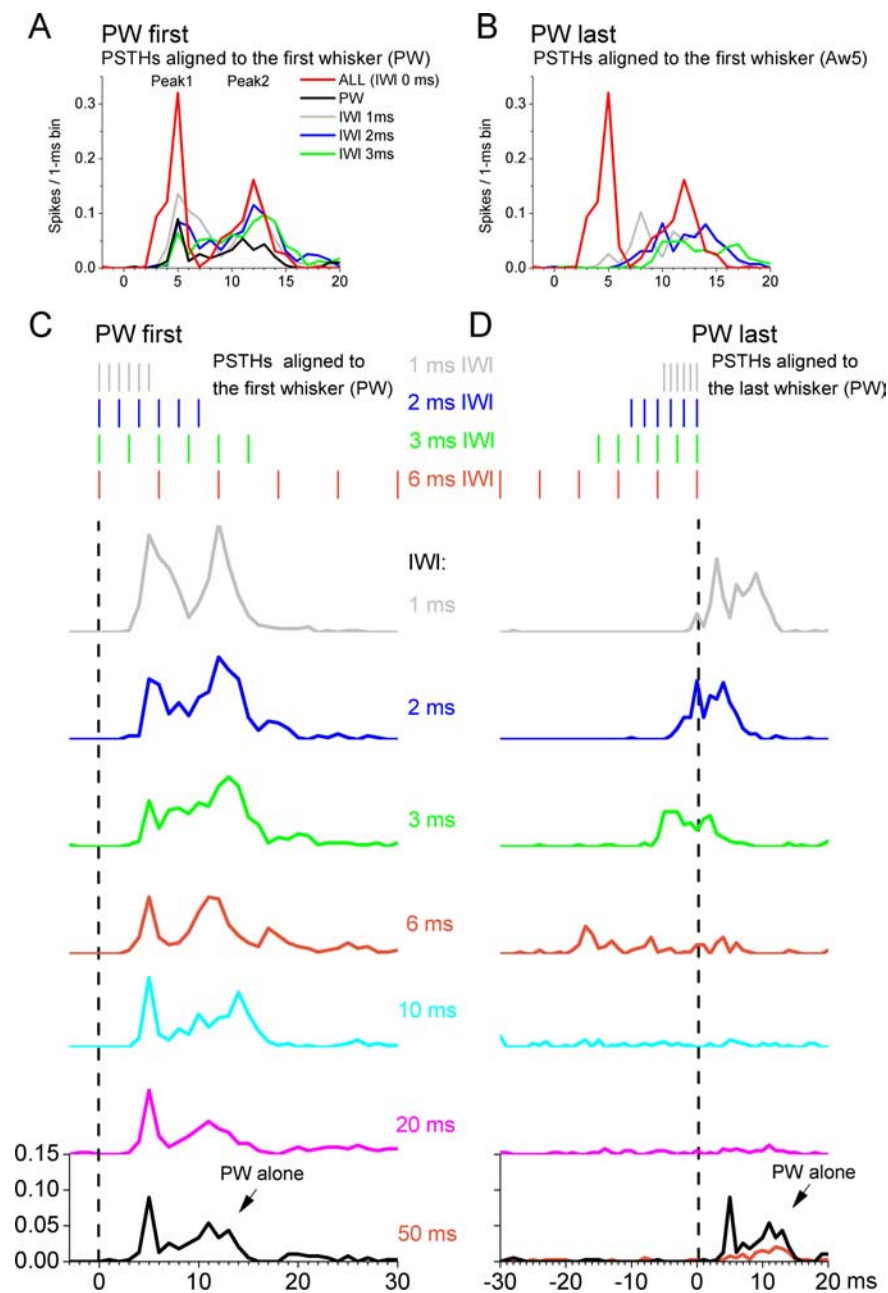 A
PW first
PSTHs aligned to the first whisker (PW)
Peak1
Peak2
ALL (IWI 0 ms)
PW
IWI 1ms
IWI 2ms
IWI 3ms
Spikes / 1-ms bin
0.3
0.2
0.1
0.0
0 5 10 15 20
B
PW last
PSTHs aligned to the first whisker (Aw5)
Spikes / 1-ms bin
0.3
0.2
0.1
0.0
0 5 10 15 20
C
PW first
PSTHs aligned to
the first whisker (PW)
1 ms IWI
2 ms IWI
3 ms IWI
6 ms IWI
D
PW last
PSTHs aligned to
the last whisker (PW)
IWI:
1 ms
2 ms
3 ms
6 ms
10 ms
20 ms
50 ms
0.15
0.10
0.05
0.00
PW alone
0 10 20 30
PW alone
-30 -20 -10 0 10 20 ms